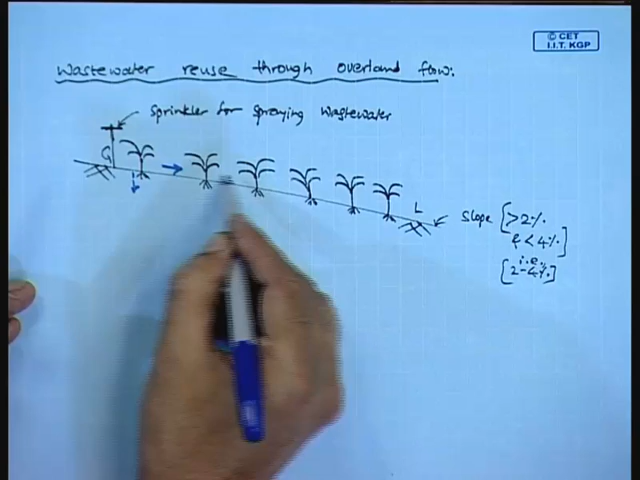 © CET
I.I.T. KGP
Wastewater reuse through overland flow:
Sprinkler for spraying wastewater
G
L
slope [>2%.
& <4%.]
i.e.
[2-4%.]